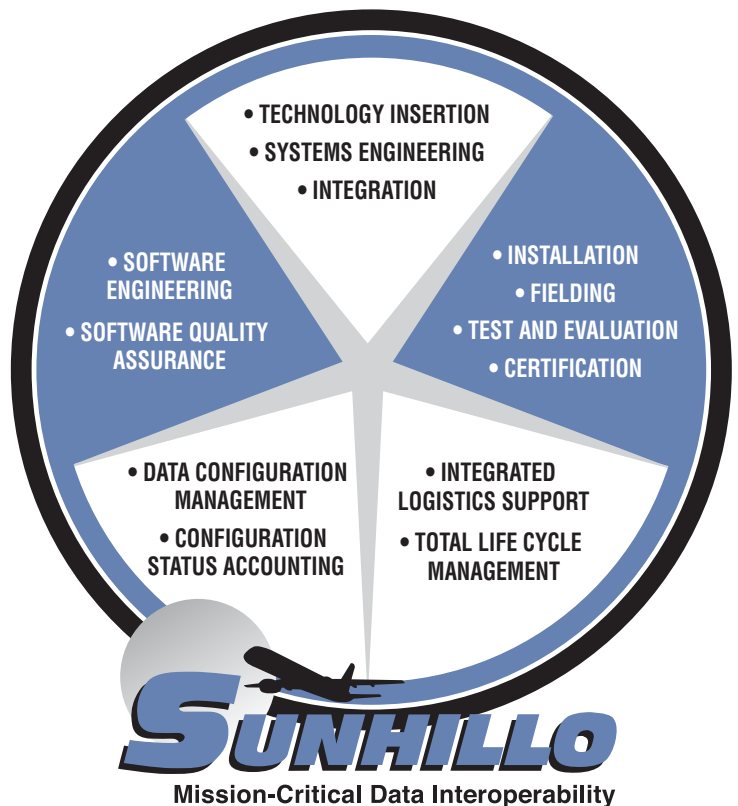 • TECHNOLOGY INSERTION
• SYSTEMS ENGINEERING
• INTEGRATION
• SOFTWARE
ENGINEERING
• SOFTWARE QUALITY
ASSURANCE
• INSTALLATION
• FIELDING
• TEST AND EVALUATION
• CERTIFICATION
• DATA CONFIGURATION
MANAGEMENT
• CONFIGURATION
STATUS ACCOUNTING
• INTEGRATED
LOGISTICS SUPPORT
• TOTAL LIFE CYCLE
MANAGEMENT
SUNHILLO
Mission-Critical Data Interoperability